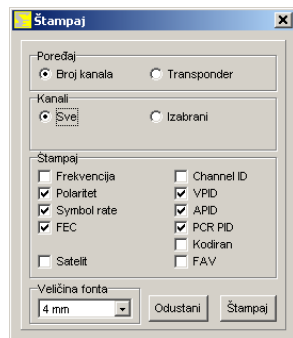 Štampaj
Poređaj
Broj kanala Transponder
Kanali
Sve Izabrani
Štampaj
Frekvencija Channel ID
Polaritet VPID
Symbol rate APID
FEC PCR PID
Kodiran
Satelit FAV
Veličina fonta
4 mm Odustani Štampaj